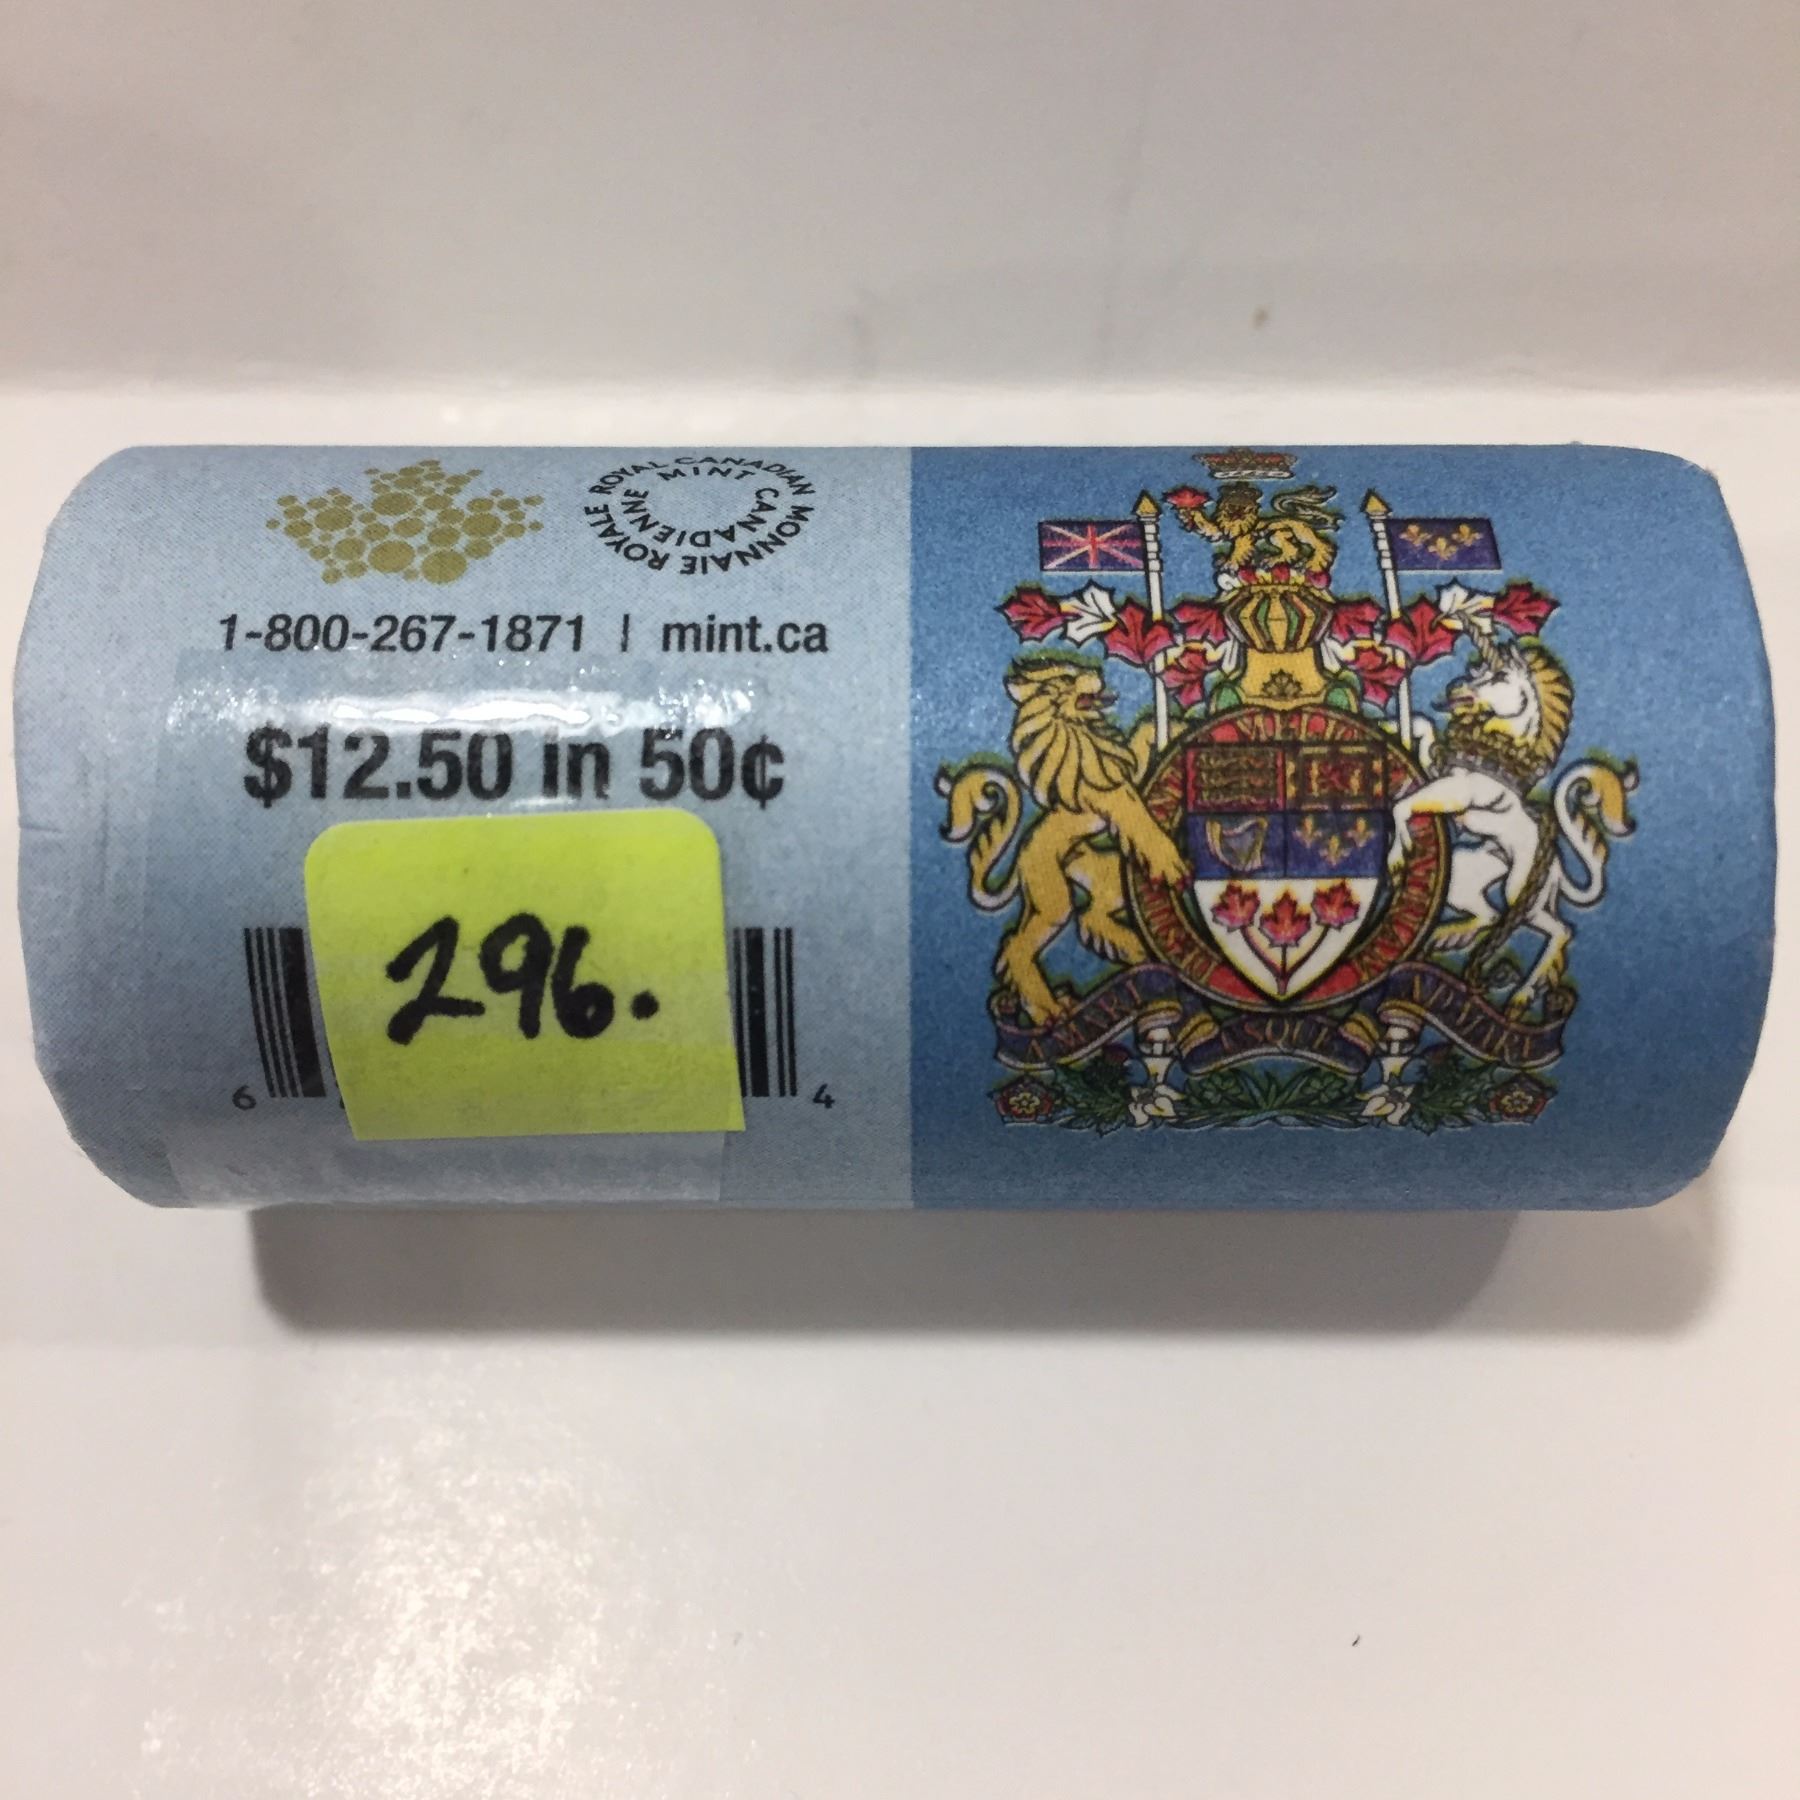 ROYAL CANADIAN MINT
MONNAIE ROYALE CANADIENNE
1-800-267-1871 | mint.ca
$12.50 in 50¢
296.
6 4
A MARI USQUE AD MARE